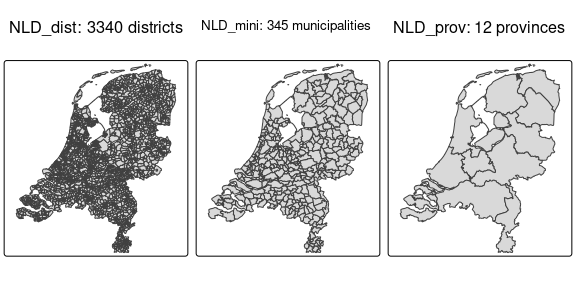 NLD_dist: 3340 districts
NLD_mini: 345 municipalities
NLD_prov: 12 provinces